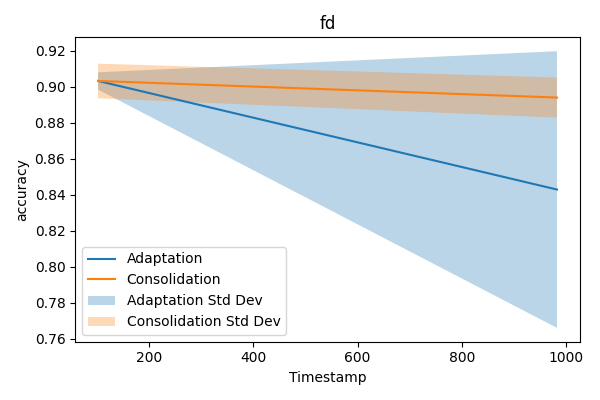 fd
0.92
0.90
0.88
0.86
0.84
0.82
0.80
0.78
0.76
accuracy
Adaptation
Consolidation
Adaptation Std Dev
Consolidation Std Dev
200
400
600
800
1000
Timestamp